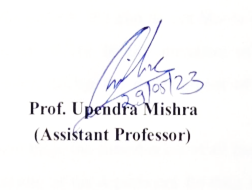 29/05/23
Prof. Upendra Mishra
(Assistant Professor)